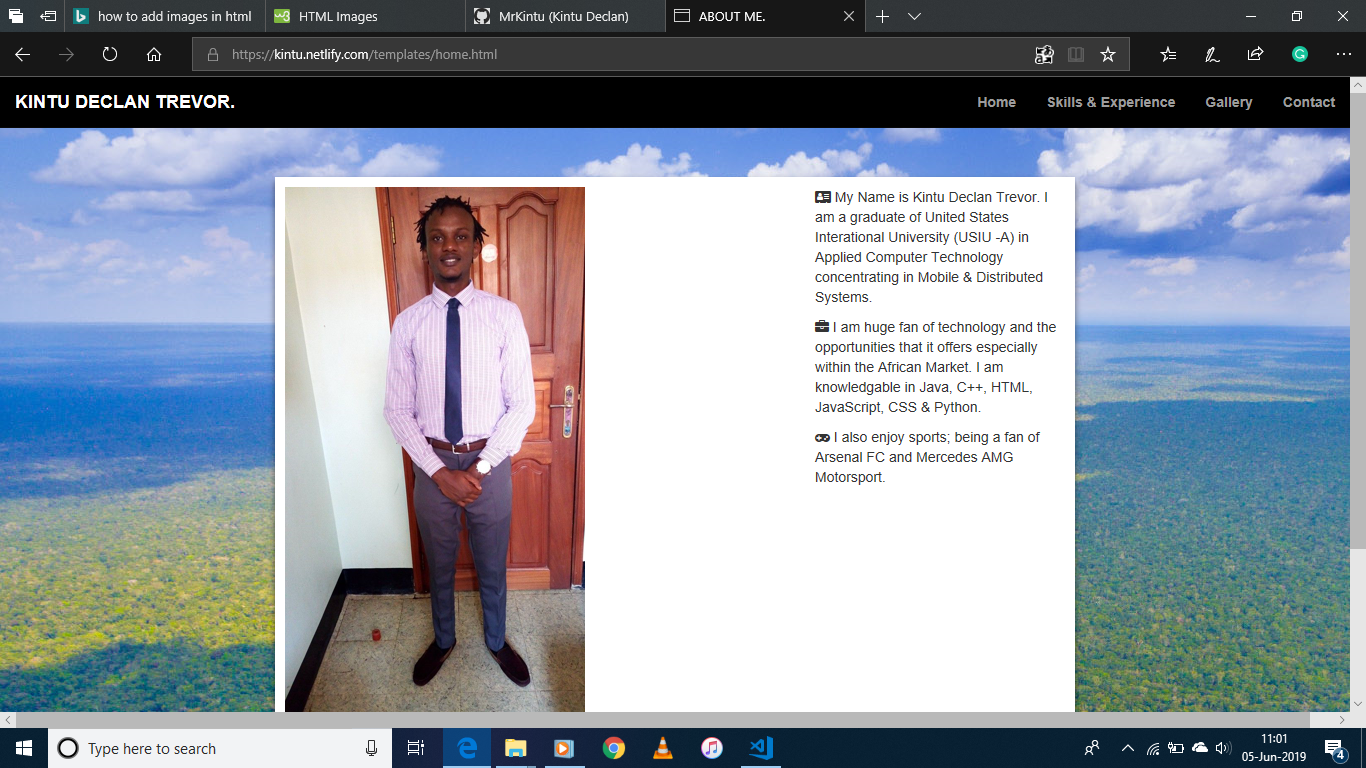 how to add images in html
HTML Images
MrKintu (Kintu Declan)
ABOUT ME.
https://kintu.netlify.com/templates/home.html
KINTU DECLAN TREVOR.
Home Skills & Experience Gallery Contact
My Name is Kintu Declan Trevor. I
am a graduate of United States
Interational University (USIU -A) in
Applied Computer Technology
concentrating in Mobile & Distributed
Systems.
I am huge fan of technology and the
opportunities that it offers especially
within the African Market. I am
knowledgable in Java, C++, HTML,
JavaScript, CSS & Python.
I also enjoy sports; being a fan of
Arsenal FC and Mercedes AMG
Motorsport.
Type here to search
11:01
05-Jun-2019
4